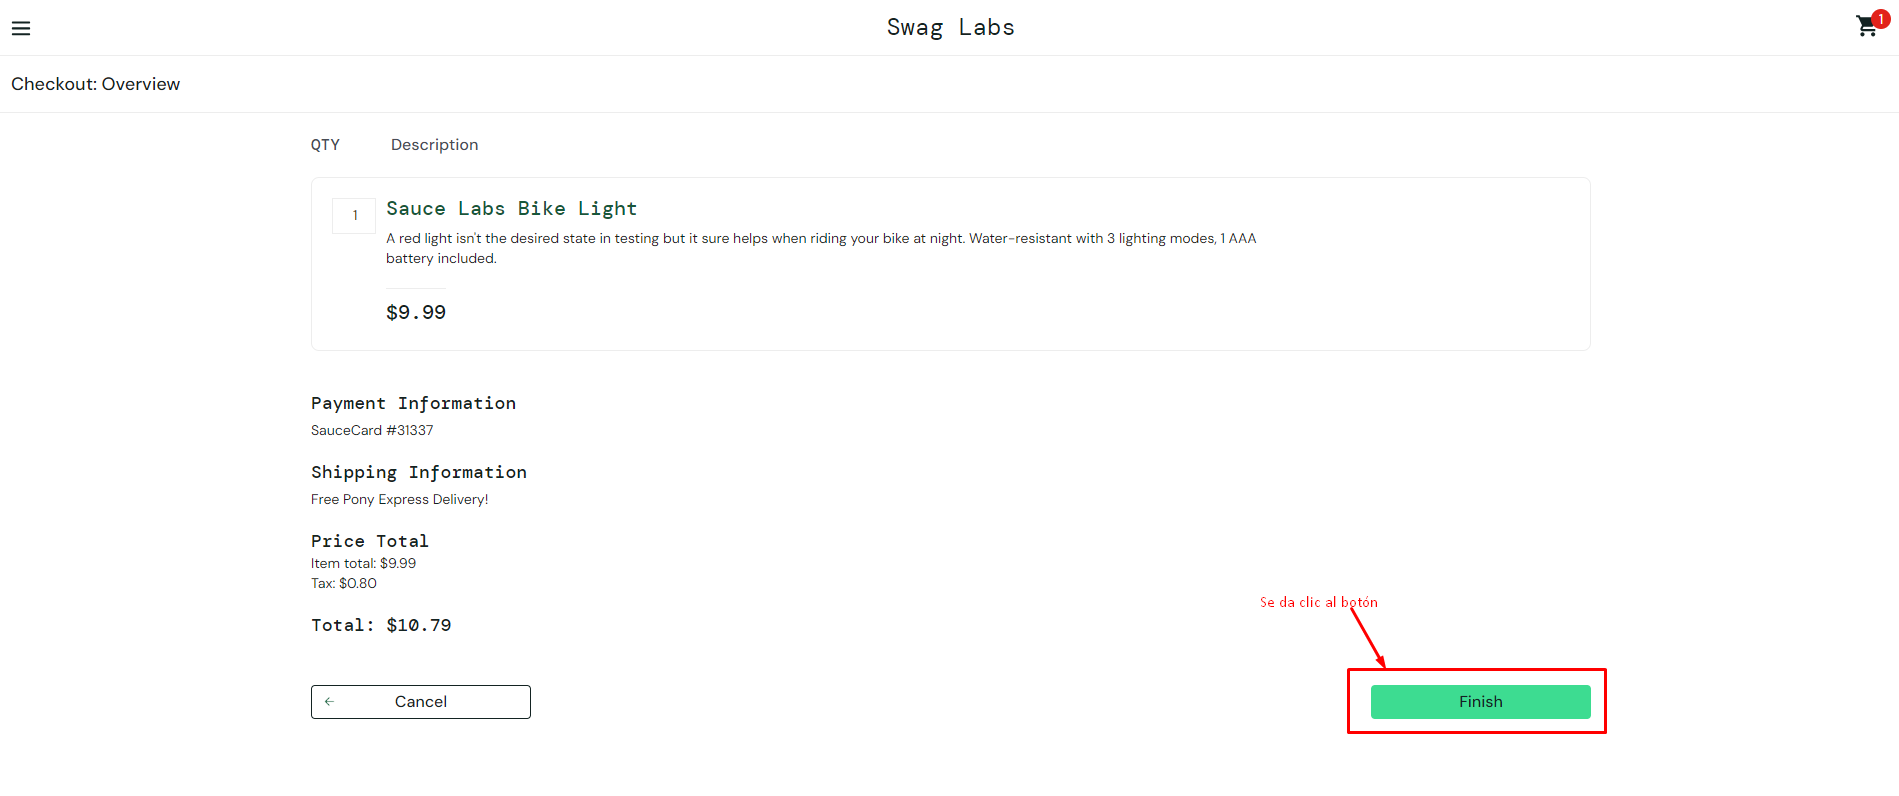 Swag Labs
1
Checkout: Overview
QTY Description
1
Sauce Labs Bike Light
A red light isn't the desired state in testing but it sure helps when riding your bike at night. Water-resistant with 3 lighting modes, 1 AAA
battery included.
$9.99
Payment Information
SauceCard #31337
Shipping Information
Free Pony Express Delivery!
Price Total
Item total: $9.99
Tax: $0.80
Total: $10.79
Se da clic al botón
Cancel
Finish